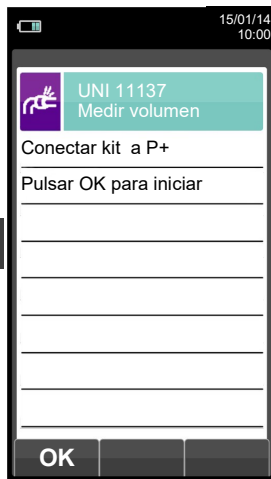 15/01/14
10:00
UNI 11137
Medir volumen
Conectar kit a P+
Pulsar OK para iniciar
OK